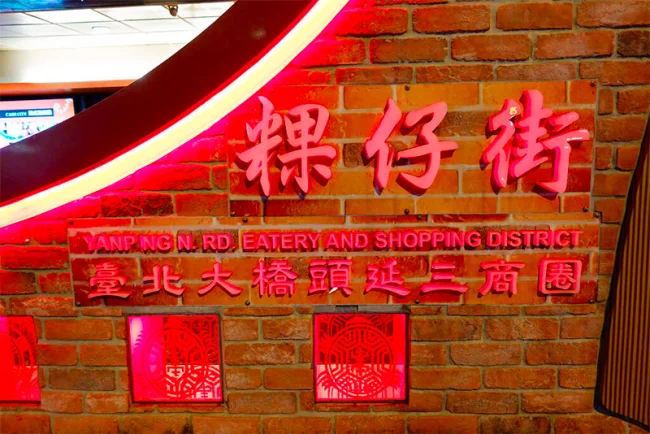 粿仔街
YANPING N. RD. EATERY AND SHOPPING DISTRICT
臺北大橋頭延三商圈